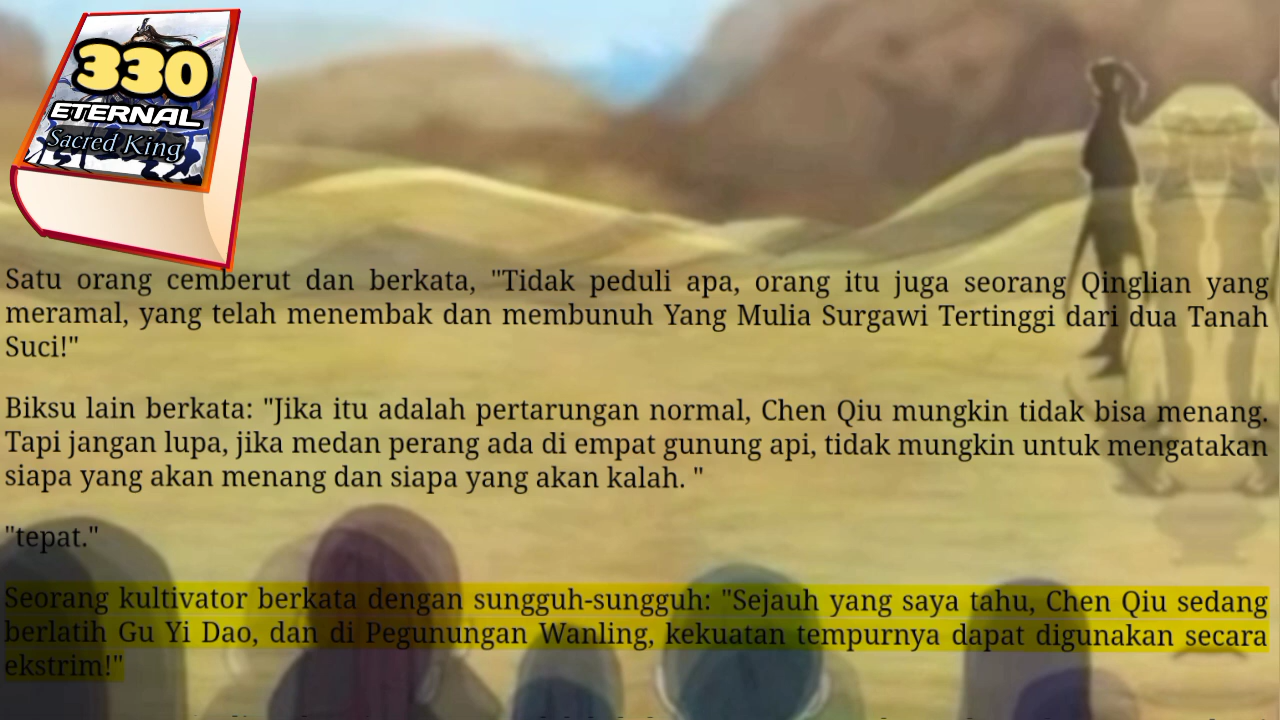 330
ETERNAL
Sacred King
Satu orang cemberut dan berkata, "Tidak peduli apa, orang itu juga seorang Qinglian yang
meramal, yang telah menembak dan membunuh Yang Mulia Surgawi Tertinggi dari dua Tanah
Suci!"
Biksu lain berkata: "Jika itu adalah pertarungan normal, Chen Qiu mungkin tidak bisa menang.
Tapi jangan lupa, jika medan perang ada di empat gunung api, tidak mungkin untuk mengatakan
siapa yang akan menang dan siapa yang akan kalah. "
"tepat."
Seorang kultivator berkata dengan sungguh-sungguh: "Sejauh yang saya tahu, Chen Qiu sedang
berlatih Gu Yi Dao, dan di Pegunungan Wanling, kekuatan tempurnya dapat digunakan secara
ekstrim!"